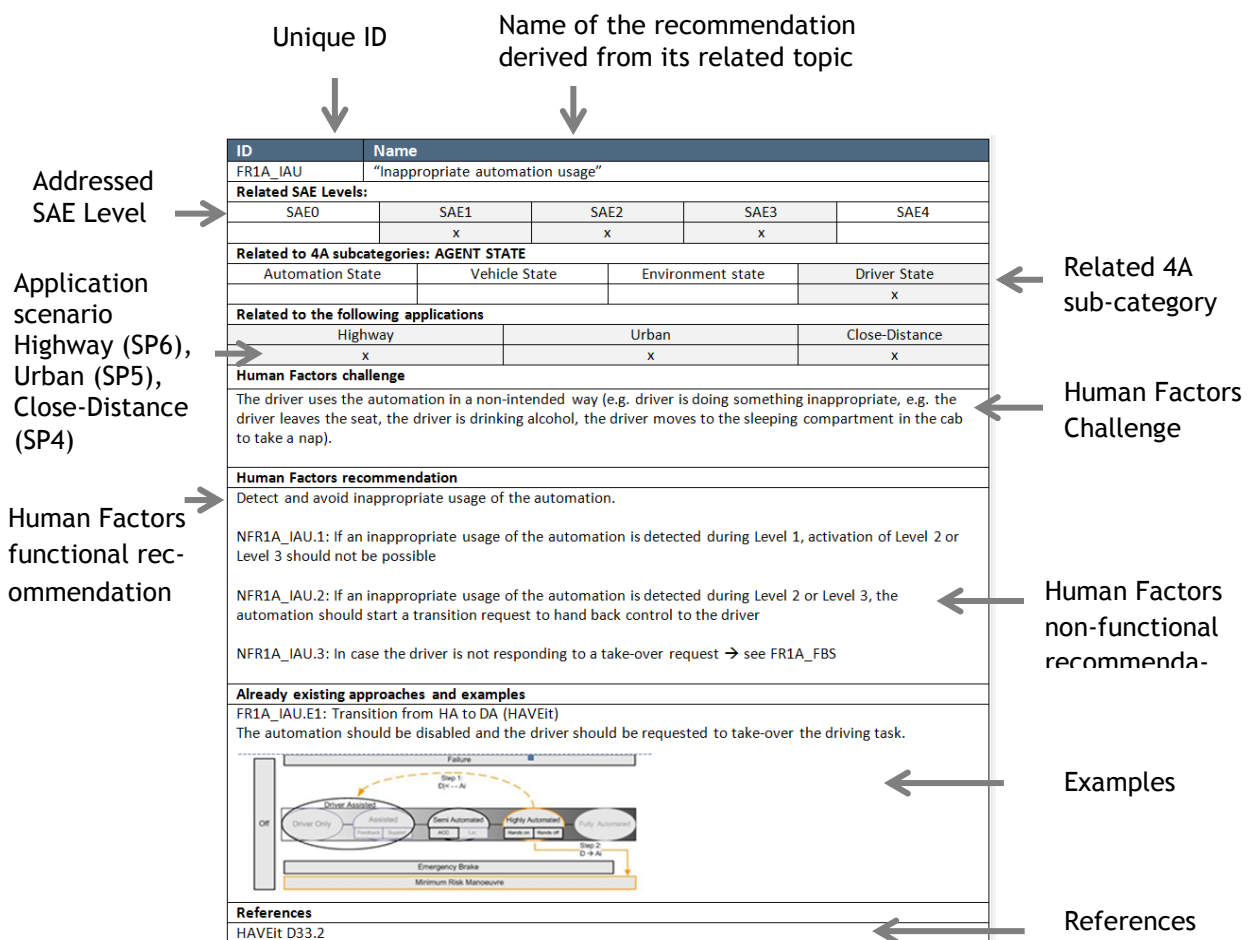 Unique ID
Name of the recommendation
derived from its related topic
Addressed
SAE Level
Application
scenario
Highway (SP6),
Urban (SP5),
Close-Distance
(SP4)
Human Factors
functional rec-
ommendation
ID Name
FR1A_IAU "Inappropriate automation usage"
Related SAE Levels:
SAE0 SAE1 SAE2 SAE3 SAE4
x x x
Related to 4A subcategories: AGENT STATE
Automation State Vehicle State Environment state Driver State
x
Related to the following applications
Highway Urban Close-Distance
x x x
Human Factors challenge
The driver uses the automation in a non-intended way (e.g. driver is doing something inappropriate, e.g. the
driver leaves the seat, the driver is drinking alcohol, the driver moves to the sleeping compartment in the cab
to take a nap).
Human Factors recommendation
Detect and avoid inappropriate usage of the automation.
NFR1A_IAU.1: If an inappropriate usage of the automation is detected during Level 1, activation of Level 2 or
Level 3 should not be possible
NFR1A_IAU.2: If an inappropriate usage of the automation is detected during Level 2 or Level 3, the
automation should start a transition request to hand back control to the driver
NFR1A_IAU.3: In case the driver is not responding to a take-over request → see FR1A_FBS
Already existing approaches and examples
FR1A_IAU.E1: Transition from HA to DA (HAVEit)
The automation should be disabled and the driver should be requested to take-over the driving task.
Failure
Step 1:
D|<--Ai
Driver Assisted
Off
Driver Only Assisted Semi Automated Highly Automated Fully Automated
Feedback Support ACC Hands on Hands off
Step 2:
D → Ai
Emergency Brake
Minimum Risk Manoeuvre
References
HAVEit D33.2
Related 4A
sub-category
Human Factors
Challenge
Human Factors
non-functional
recommenda-
Examples
References